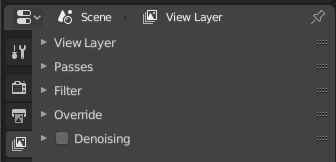 Scene View Layer
View Layer
Passes
Filter
Override
Denoising